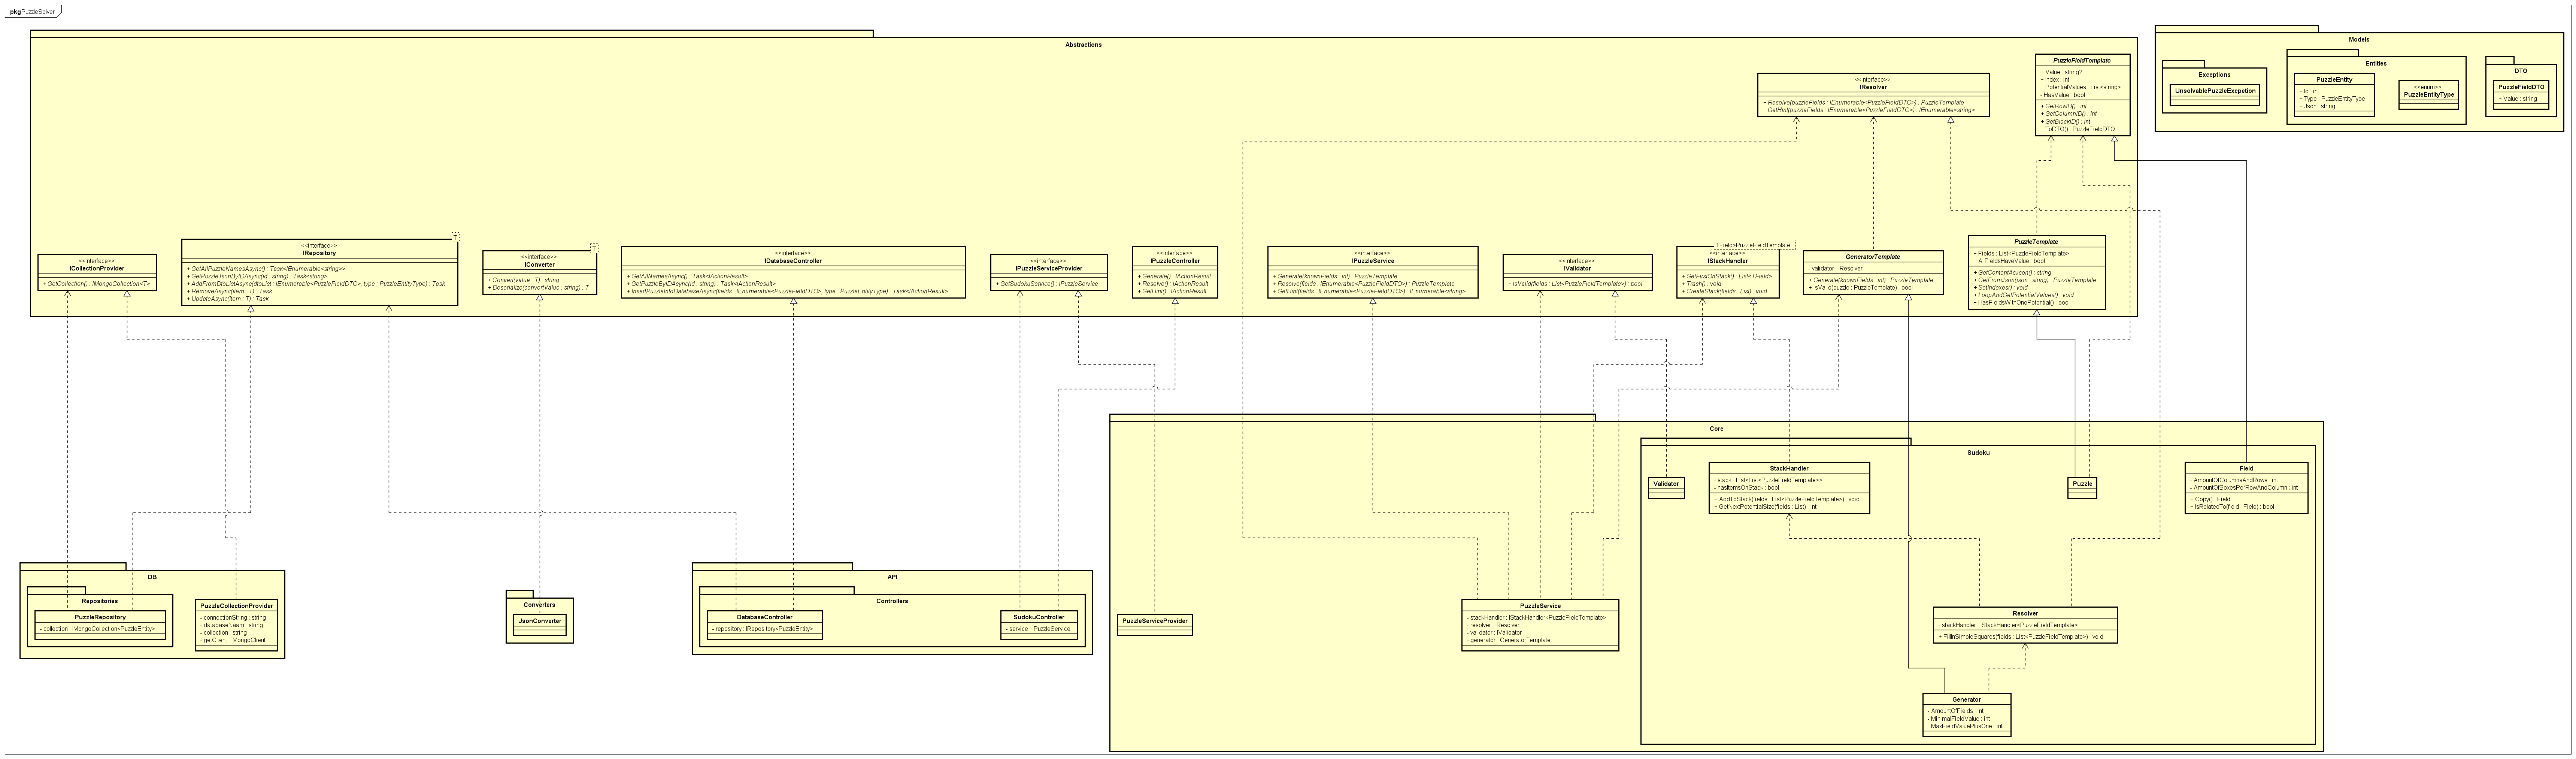 pkg PuzzleSolver
Abstractions
<<interface>>
ICollectionProvider
+ GetCollection() : IMongoCollection<T>
T
<<interface>>
IRepository
+ GetAllPuzzleNamesAsync() : Task<IEnumerable<string>>
+ GetPuzzleJsonByIDAsync(id : string) : Task<string>
+ AddFromDtoListAsync(dtoList : IEnumerable<PuzzleFieldDTO>, type : PuzzleEntityType) : Task
+ RemoveAsync(item : T) : Task
+ UpdateAsync(item : T) : Task
T
<<interface>>
IConverter
+ Convert(value : T) : string
+ Deserialize(convertValue : string) : T
<<interface>>
IDatabaseController
+ GetAllNamesAsync() : Task<IActionResult>
+ GetPuzzleByIDAsync(id : string) : Task<IActionResult>
+ InsertPuzzleIntoDatabaseAsync(fields : IEnumerable<PuzzleFieldDTO>, type : PuzzleEntityType) : Task<IActionResult>
<<interface>>
IPuzzleServiceProvider
+ GetSudokuService() : IPuzzleService
<<interface>>
IPuzzleController
+ Generate() : IActionResult
+ Resolve() : IActionResult
+ GetHint() : IActionResult
<<interface>>
IPuzzleService
+ Generate(knownFields : int) : PuzzleTemplate
+ Resolve(fields : IEnumerable<PuzzleFieldDTO>) : PuzzleTemplate
+ GetHint(fields : IEnumerable<PuzzleFieldDTO>) : IEnumerable<string>
<<interface>>
IValidator
+ IsValid(fields : List<PuzzleFieldTemplate>) : bool
TField>PuzzleFieldTemplate
<<interface>>
IStackHandler
+ GetFirstOnStack() : List<TField>
+ Trash() : void
+ CreateStack(fields : List) : void
<<interface>>
IResolver
+ Resolve(puzzleFields : IEnumerable<PuzzleFieldDTO>) : PuzzleTemplate
+ GetHint(puzzleFields : IEnumerable<PuzzleFieldDTO>) : IEnumerable<string>
GeneratorTemplate
- validator : IResolver
+ Generate(knownFields : int) : PuzzleTemplate
+ isValid(puzzle : PuzzleTemplate) : bool
PuzzleFieldTemplate
+ Value : string?
+ Index : int
+ PotentialValues : List<string>
- HasValue : bool
+ GetRowID() : int
+ GetColumnID() : int
+ GetBlockID() : int
+ ToDTO() : PuzzleFieldDTO
PuzzleTemplate
+ Fields : List<PuzzleFieldTemplate>
+ AllFieldsHaveValue : bool
+ GetContentAsJson() : string
+ GetFromJson(json : string) : PuzzleTemplate
+ SetIndexes() : void
+ LoopAndGetPotentialValues() : void
+ HasFieldsWithOnePotential() : bool
Models
Exceptions
UnsolvablePuzzleExcpetion
Entities
PuzzleEntity
+ Id : int
+ Type : PuzzleEntityType
+ Json : string
<<enum>>
PuzzleEntityType
DTO
PuzzleFieldDTO
+ Value : string
DB
Repositories
PuzzleRepository
- collection : IMongoCollection<PuzzleEntity>
PuzzleCollectionProvider
- connectionString : string
- databaseNaam : string
- collection : string
- getClient : IMongoClient
Converters
JsonConverter
API
Controllers
DatabaseController
- repository : IRepository<PuzzleEntity>
SudokuController
- service : IPuzzleService
Core
PuzzleServiceProvider
PuzzleService
- stackHandler : IStackHandler<PuzzleFieldTemplate>
- resolver : IResolver
- validator : IValidator
- generator : GeneratorTemplate
Sudoku
Validator
StackHandler
- stack : List<List<PuzzleFieldTemplate>>
- hasItemsOnStack : bool
+ AddToStack(fields : List<PuzzleFieldTemplate>) : void
+ GetNextPotentialSize(fields : List) : int
Puzzle
Field
- AmountOfColumnsAndRows : int
- AmountOfBoxesPerRowAndColumn : int
+ Copy() : Field
+ IsRelatedTo(field : Field) : bool
Resolver
- stackHandler : IStackHandler<PuzzleFieldTemplate>
+ FillInSimpleSquares(fields : List<PuzzleFieldTemplate>) : void
Generator
- AmountOfFields : int
- MinimalFieldValue : int
- MaxFieldValuePlusOne : int